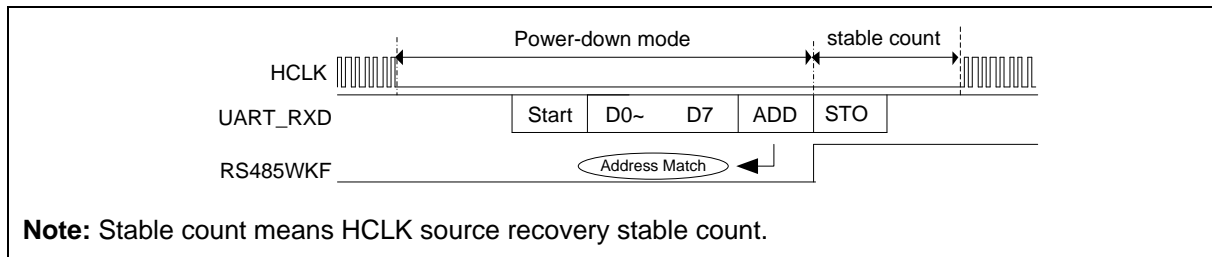 Power-down mode stable count
HCLK
UART_RXD Start D0~ D7 ADD STO
RS485WKF Address Match
Note: Stable count means HCLK source recovery stable count.